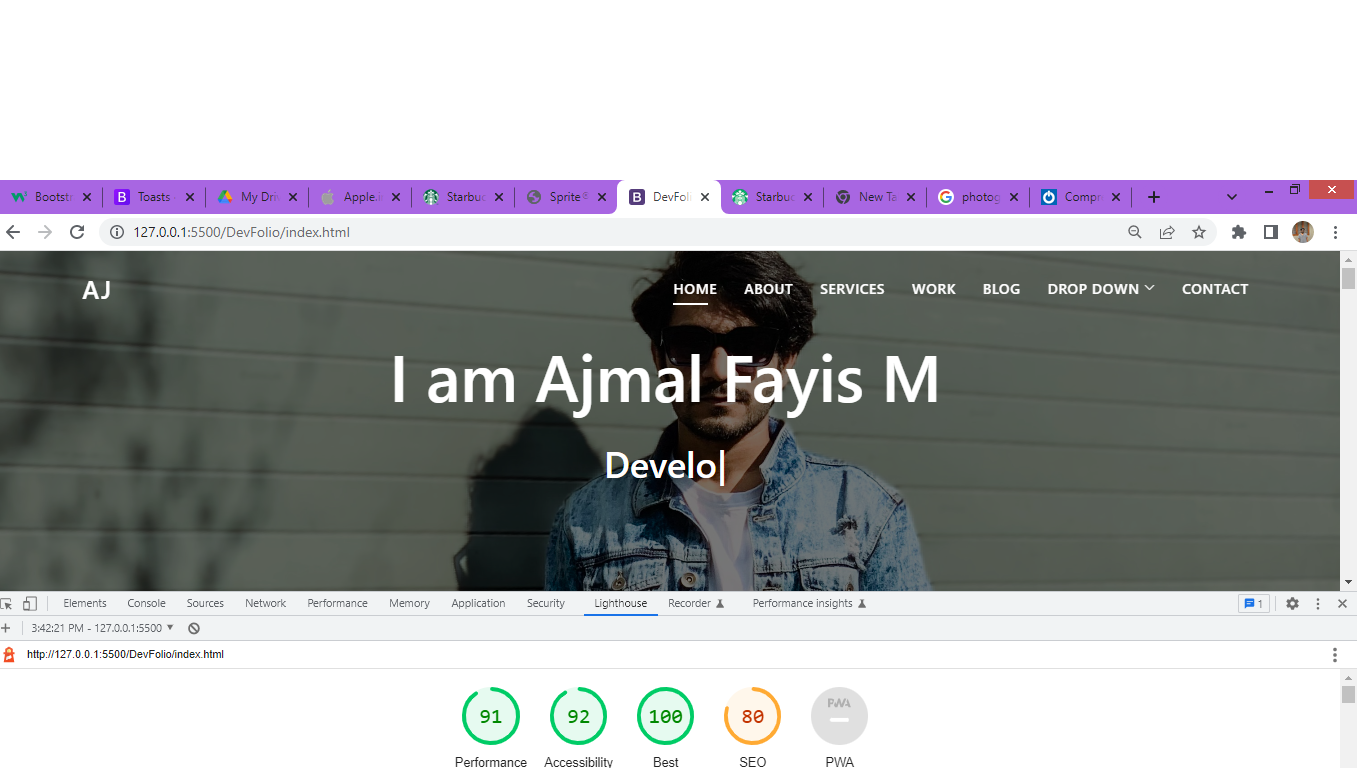 Bootst
Toasts
My Driv
Apple.i
Starbuc
Sprite®
DevFoli
Starbuc
New Ta
photog
Compr
127.0.0.1:5500/DevFolio/index.html
AJ
HOME ABOUT SERVICES WORK BLOG DROP DOWN CONTACT
I am Ajmal Fayis M
Develo|
Elements Console Sources Network Performance Memory Application Security Lighthouse Recorder Performance insights 1
3:42:21 PM - 127.0.0.1:5500
http://127.0.0.1:5500/DevFolio/index.html
91 92 100 80 PWA
Performance Accessibility Best SEO PWA